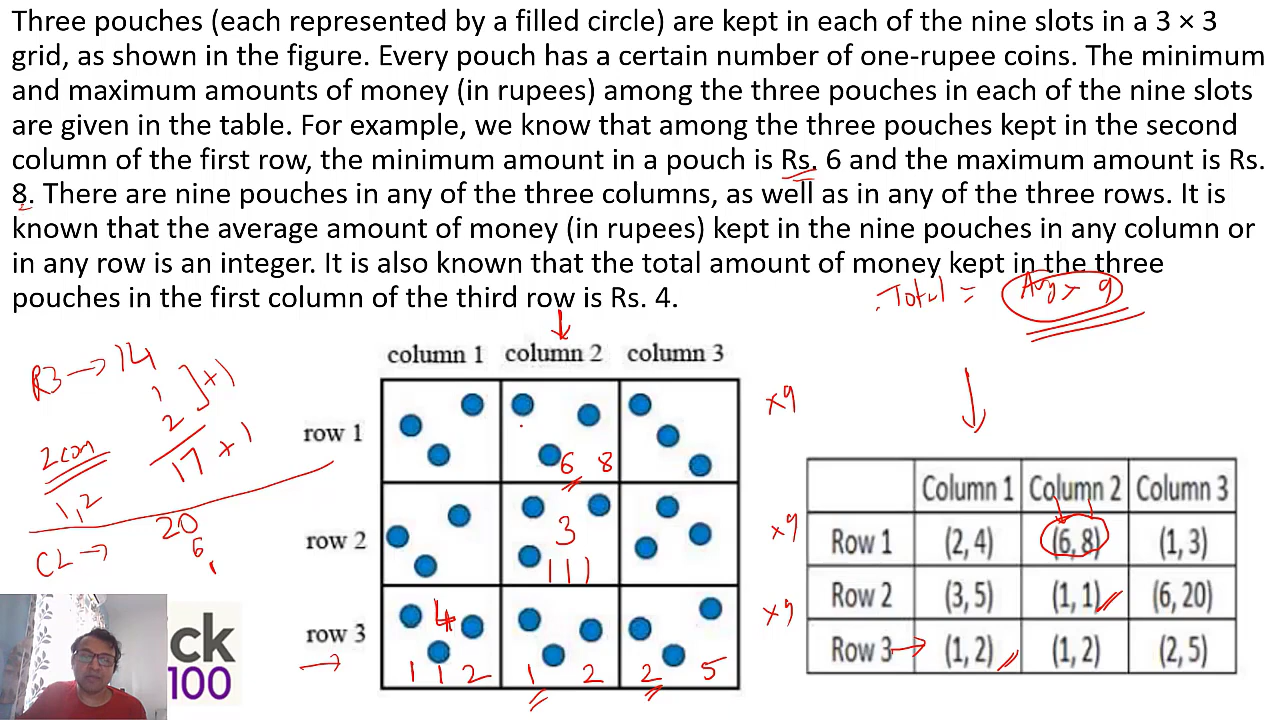 Three pouches (each represented by a filled circle) are kept in each of the nine slots in a 3 × 3
grid, as shown in the figure. Every pouch has a certain number of one-rupee coins. The minimum
and maximum amounts of money (in rupees) among the three pouches in each of the nine slots
are given in the table. For example, we know that among the three pouches kept in the second
column of the first row, the minimum amount in a pouch is Rs. 6 and the maximum amount is Rs.
8. There are nine pouches in any of the three columns, as well as in any of the three rows. It is
known that the average amount of money (in rupees) kept in the nine pouches in any column or
in any row is an integer. It is also known that the total amount of money kept in the three
pouches in the first column of the third row is Rs. 4.
Total = Avg × 9
R3 → 14
1
2 ] +1
17 +1
2 coin
1, 2
20
6
1
C2 →
column 1 column 2 column 3
row 1
6 8
×9
row 2
3
1 1 1
×9
row 3
4
1 1 2
1 2
2 5
×9
Column 1 Column 2 Column 3
Row 1 (2, 4) (6, 8) (1, 3)
Row 2 (3, 5) (1, 1) (6, 20)
Row 3 (1, 2) (1, 2) (2, 5)
ck
100